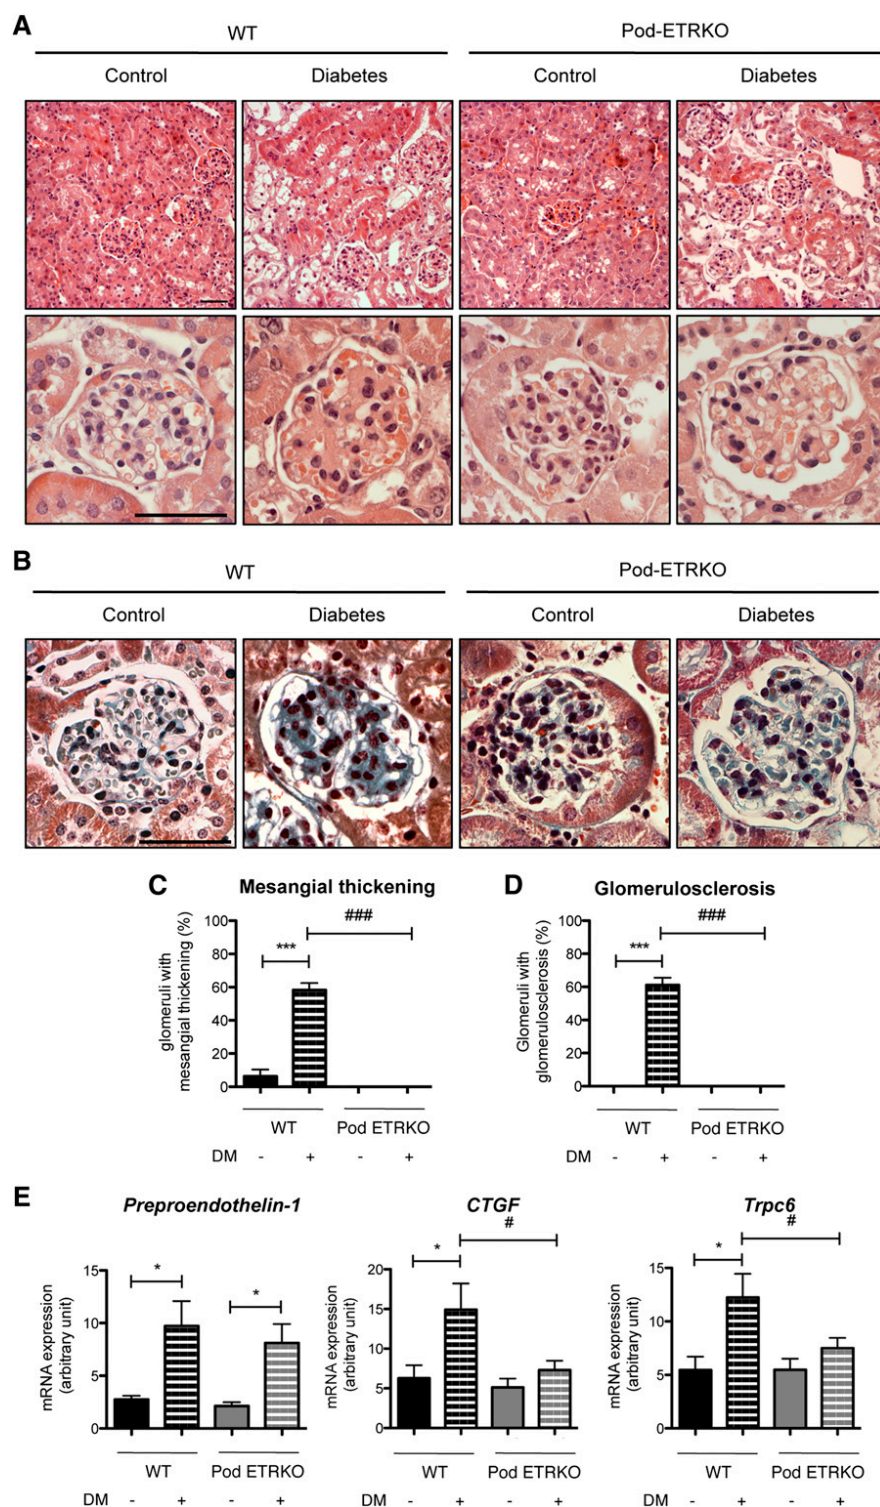 A
WT
Pod-ETRKO
Control
Diabetes
Control
Diabetes
B
WT
Pod-ETRKO
Control
Diabetes
Control
Diabetes
C
Mesangial thickening
glomeruli with
mesangial thickening (%)
100
80
60
40
20
0
***
###
WT
Pod ETRKO
DM
-
+
-
+
D
Glomerulosclerosis
Glomeruli with
glomerulosclerosis (%)
100
80
60
40
20
0
***
###
WT
Pod ETRKO
DM
-
+
-
+
E
Preproendothelin-1
mRNA expression
(arbitrary unit)
15
10
5
0
*
*
WT
Pod ETRKO
DM
-
+
-
+
CTGF
mRNA expression
(arbitrary unit)
20
15
10
5
0
*
#
WT
Pod ETRKO
DM
-
+
-
+
Trpc6
mRNA expression
(arbitrary unit)
15
10
5
0
*
#
WT
Pod ETRKO
DM
-
+
-
+